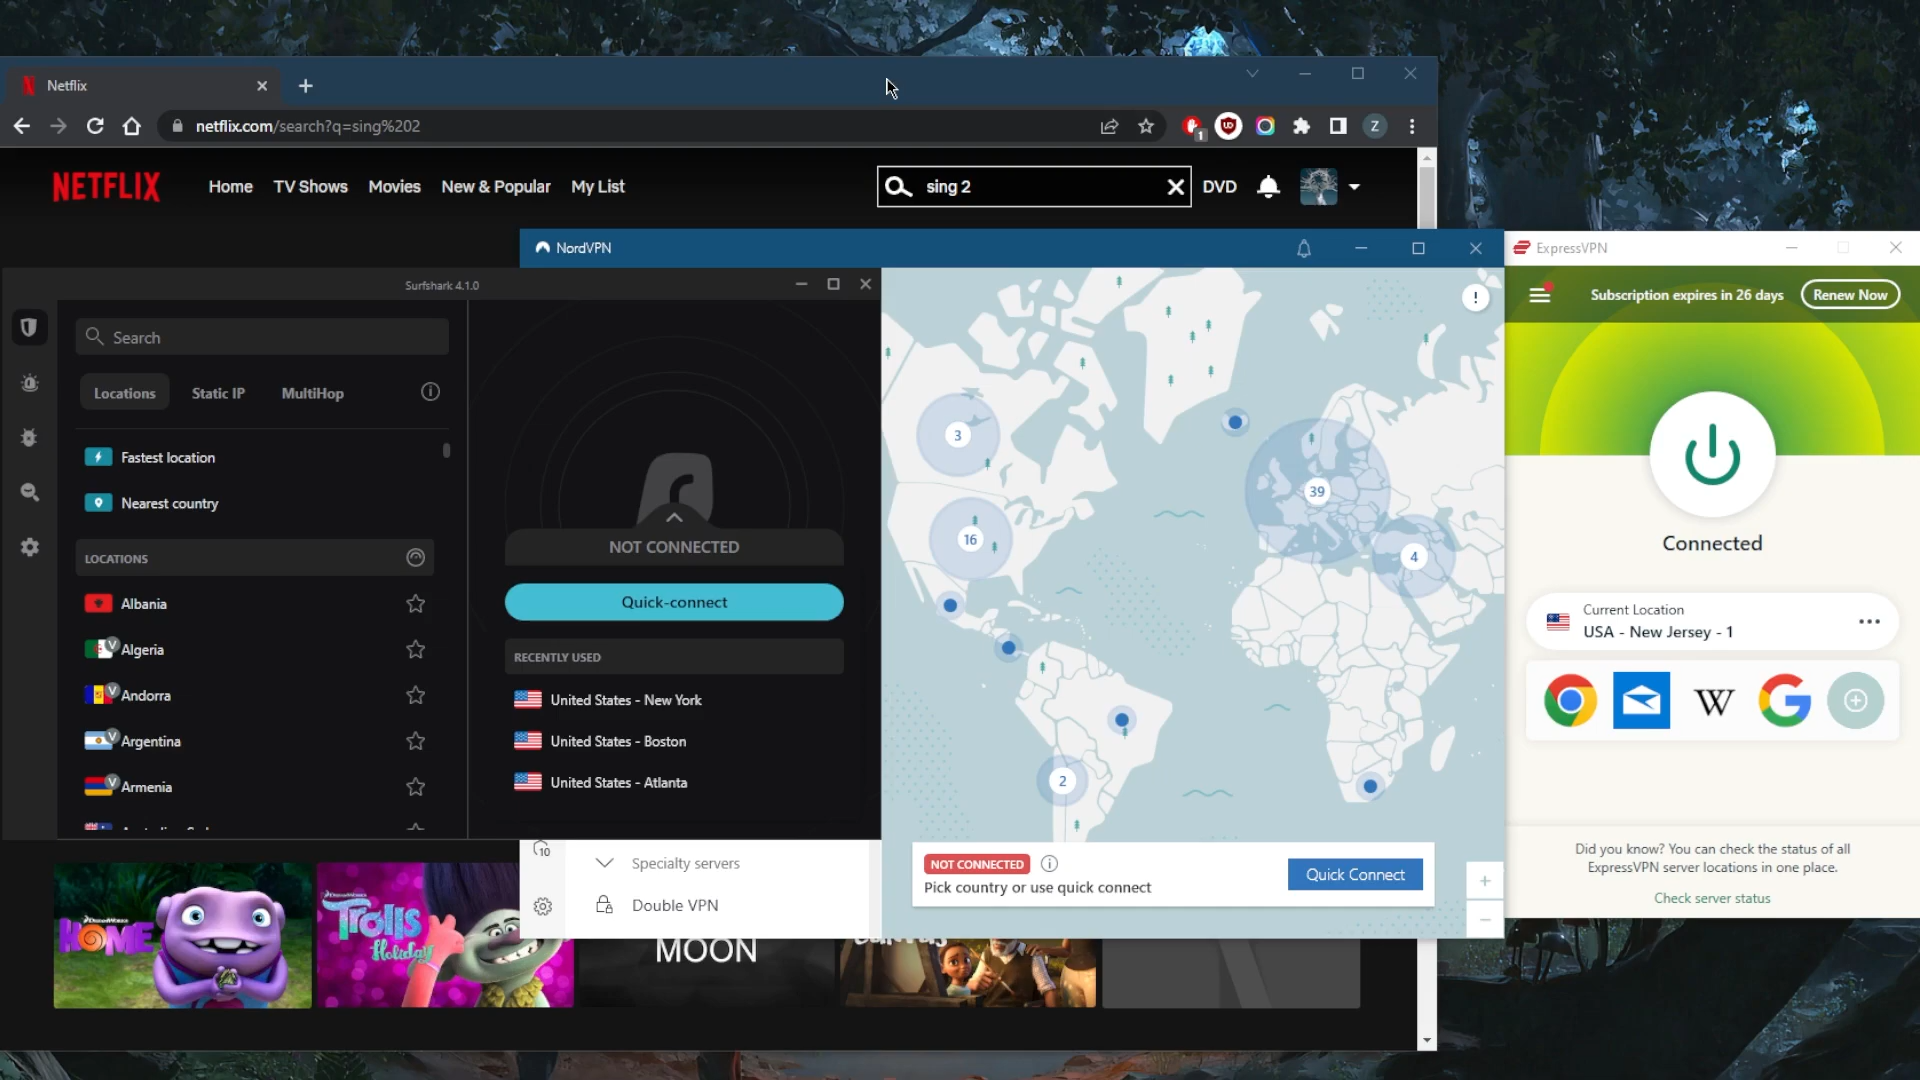 Netflix
netflix.com/search?q=sing%202
1
Z
NETFLIX
Home
TV Shows
Movies
New & Popular
My List
sing 2
DVD
NordVPN
ExpressVPN
Surfshark 4.1.0
Subscription expires in 26 days
Renew Now
Search
Locations
Static IP
MultiHop
Fastest location
Nearest country
LOCATIONS
Albania
Algeria
Andorra
Argentina
Armenia
NOT CONNECTED
Quick-connect
RECENTLY USED
United States - New York
United States - Boston
United States - Atlanta
3
16
39
4
2
!
Connected
Current Location
USA - New Jersey - 1
W
G
10
Specialty servers
Double VPN
NOT CONNECTED
Pick country or use quick connect
Quick Connect
+
−
Did you know? You can check the status of all
ExpressVPN server locations in one place.
Check server status
DREAMWORKS
HOME
DREAMWORKS
Trolls
Holiday
MOON